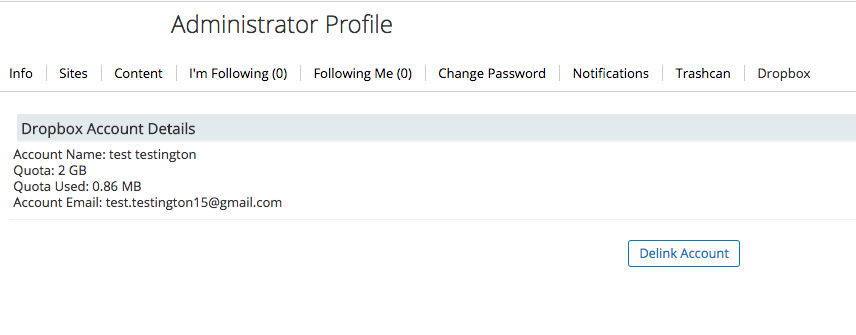 Administrator Profile
Info Sites Content I'm Following (0) Following Me (0) Change Password Notifications Trashcan Dropbox
Dropbox Account Details
Account Name: test testington
Quota: 2 GB
Quota Used: 0.86 MB
Account Email: test.testington15@gmail.com
Delink Account